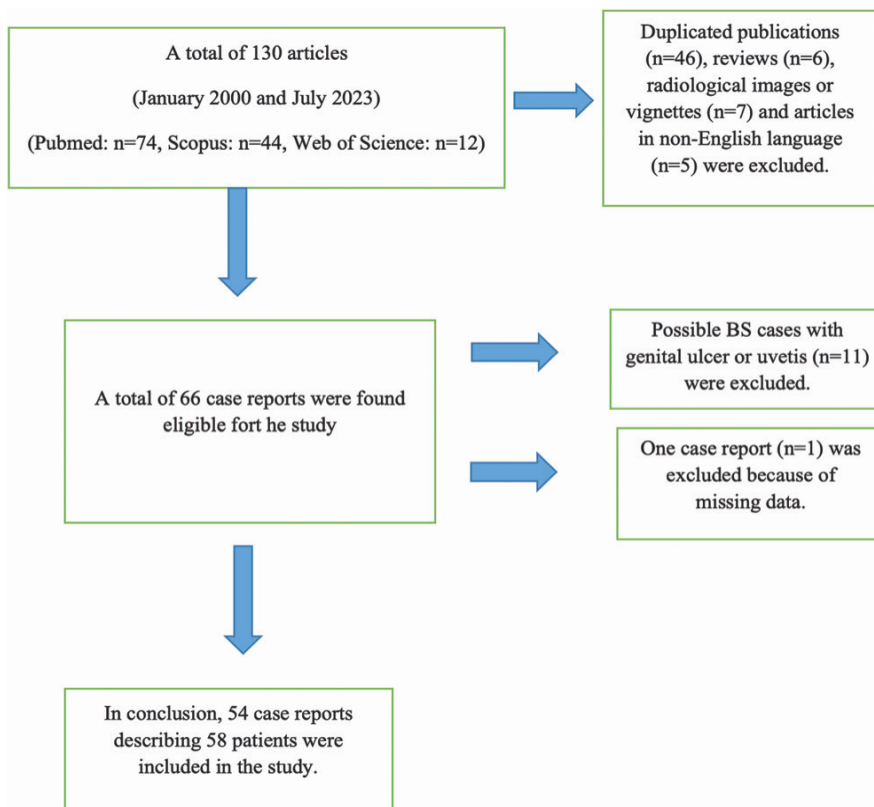 A total of 130 articles
(January 2000 and July 2023)
(Pubmed: n=74, Scopus: n=44, Web of Science: n=12)
Duplicated publications
(n=46), reviews (n=6),
radiological images or
vignettes (n=7) and articles
in non-English language
(n=5) were excluded.
A total of 66 case reports were found
eligible fort he study
Possible BS cases with
genital ulcer or uvetis (n=11)
were excluded.
One case report (n=1) was
excluded because of
missing data.
In conclusion, 54 case reports
describing 58 patients were
included in the study.